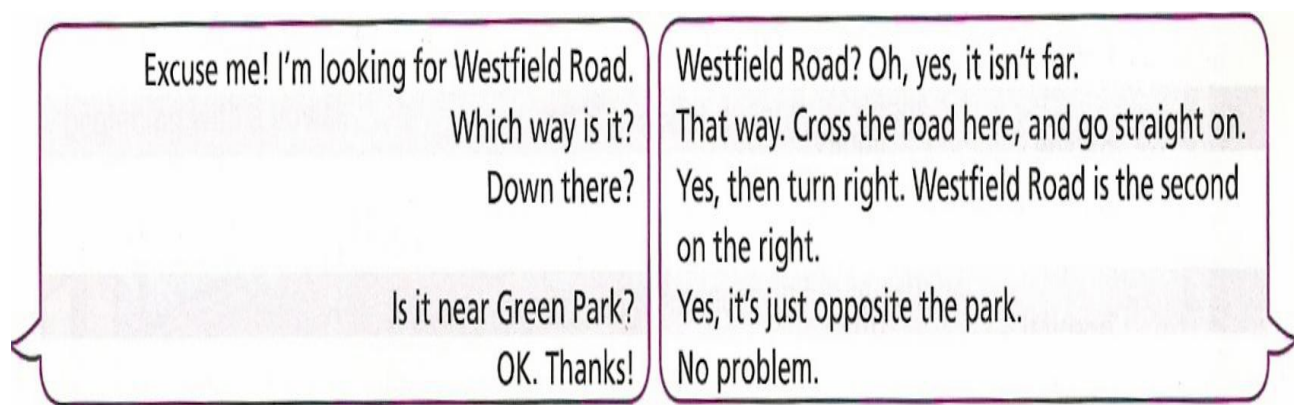 Excuse me! I'm looking for Westfield Road.
Westfield Road? Oh, yes, it isn't far.
Which way is it?
That way. Cross the road here, and go straight on.
Down there?
Yes, then turn right. Westfield Road is the second
on the right.
Is it near Green Park?
Yes, it's just opposite the park.
OK. Thanks!
No problem.